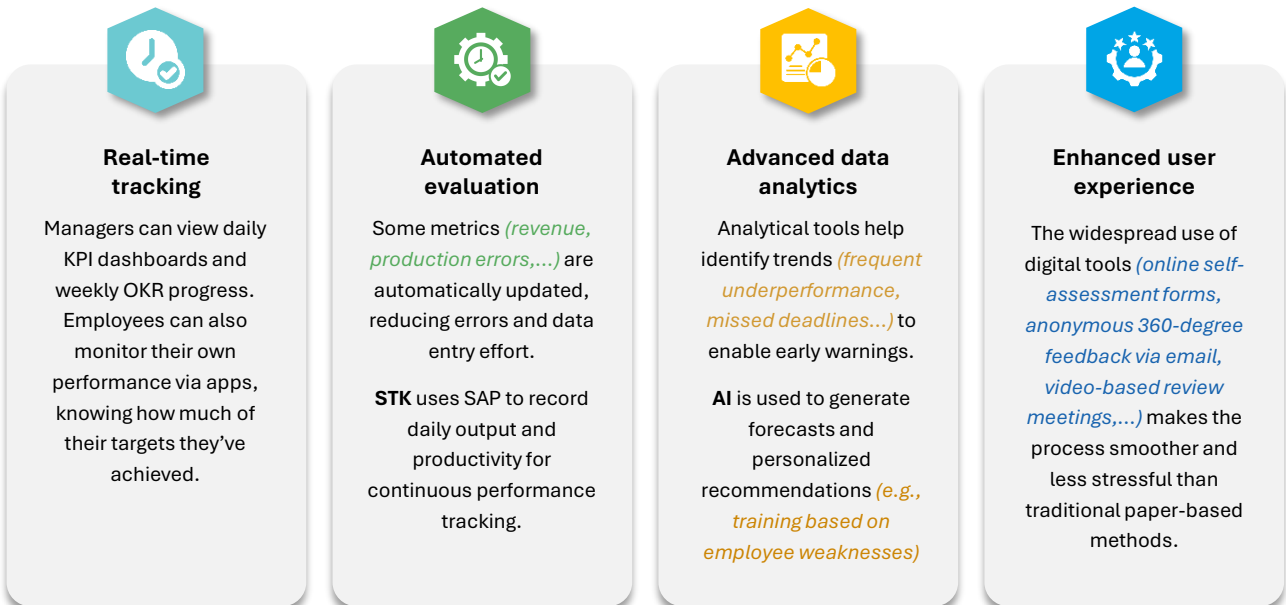 Real-time
tracking
Managers can view daily
KPI dashboards and
weekly OKR progress.
Employees can also
monitor their own
performance via apps,
knowing how much of
their targets they’ve
achieved.
Automated
evaluation
Some metrics (revenue,
production errors,...) are
automatically updated,
reducing errors and data
entry effort.
STK uses SAP to record
daily output and
productivity for
continuous performance
tracking.
Advanced data
analytics
Analytical tools help
identify trends (frequent
underperformance,
missed deadlines...) to
enable early warnings.
AI is used to generate
forecasts and
personalized
recommendations (e.g.,
training based on
employee weaknesses)
Enhanced user
experience
The widespread use of
digital tools (online self-
assessment forms,
anonymous 360-degree
feedback via email,
video-based review
meetings,...) makes the
process smoother and
less stressful than
traditional paper-based
methods.